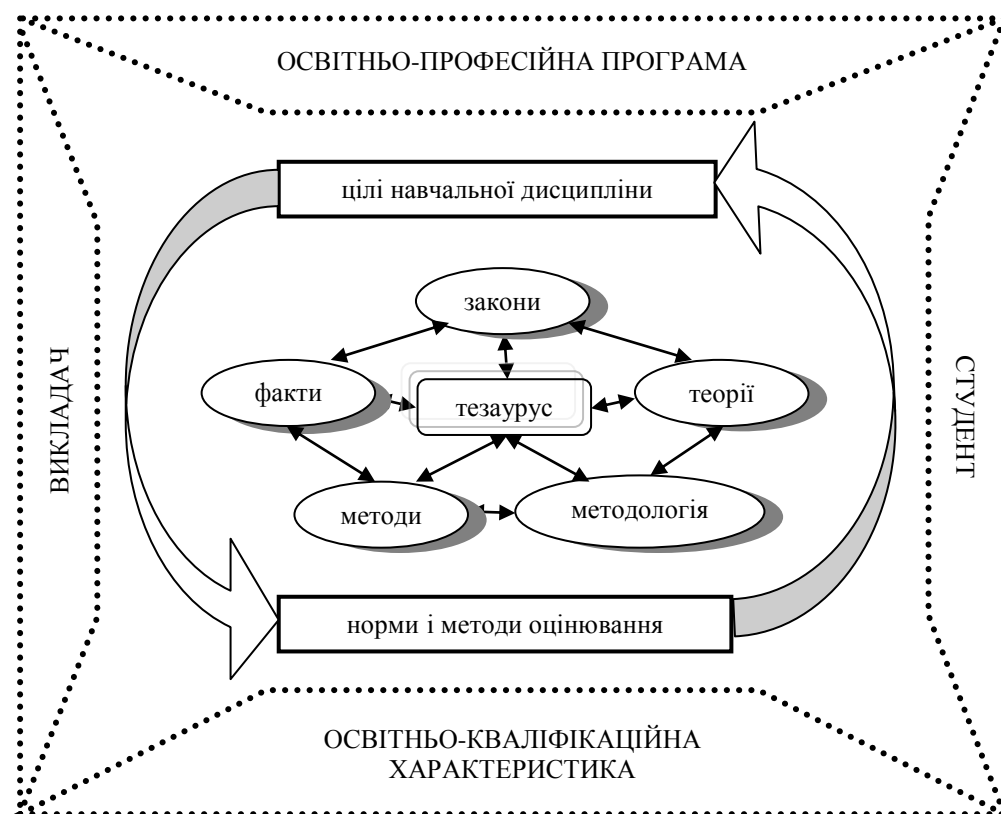 ОСВІТНЬО-ПРОФЕСІЙНА ПРОГРАМА
цілі навчальної дисципліни
закони
факти
тезаурус
теорії
ВИКЛАДАЧ
СТУДЕНТ
методи
методологія
норми і методи оцінювання
ОСВІТНЬО-КВАЛІФІКАЦІЙНА
ХАРАКТЕРИСТИКА